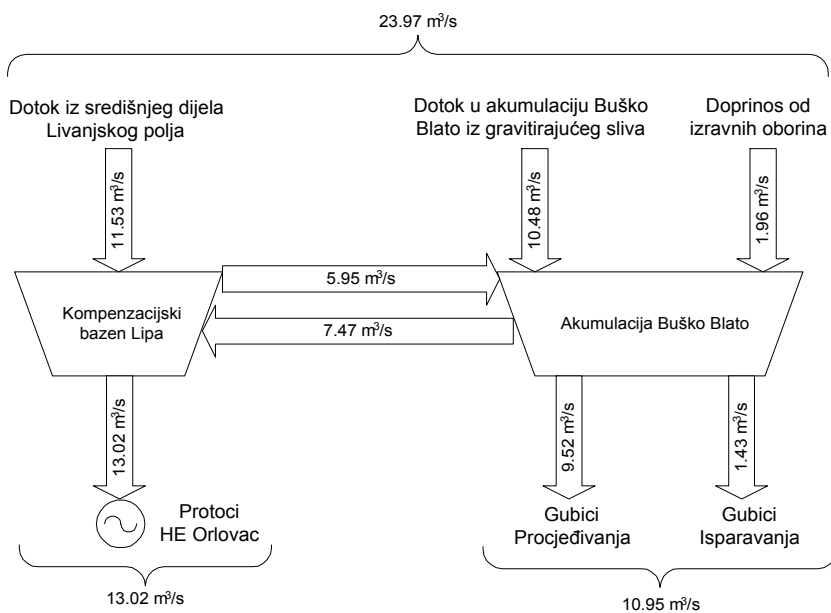 23.97 m³/s
Dotok iz središnjeg dijela
Livanjskog polja
Dotok u akumulaciju Buško
Blato iz gravitirajućeg sliva
Doprinos od
izravnih oborina
11.53 m³/s
10.48 m³/s
1.96 m³/s
5.95 m³/s
7.47 m³/s
Kompenzacijski
bazen Lipa
Akumulacija Buško Blato
13.02 m³/s
9.52 m³/s
1.43 m³/s
Protoci
HE Orlovac
Gubici
Procjeđivanja
Gubici
Isparavanja
13.02 m³/s
10.95 m³/s